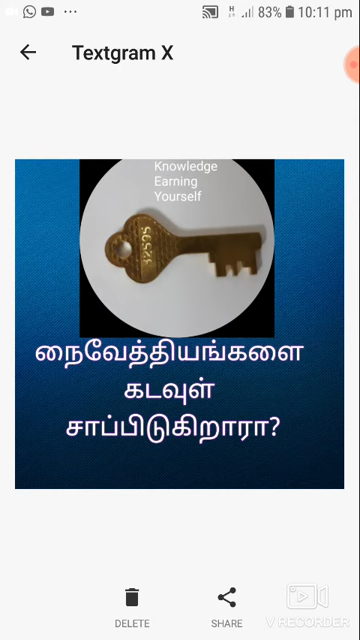 H 83% 10:11 pm
Textgram X
Knowledge
Earning
Yourself
32595
நைவேத்தியங்களை
கடவுள்
சாப்பிடுகிறாரா?
DELETE SHARE V RECORDER